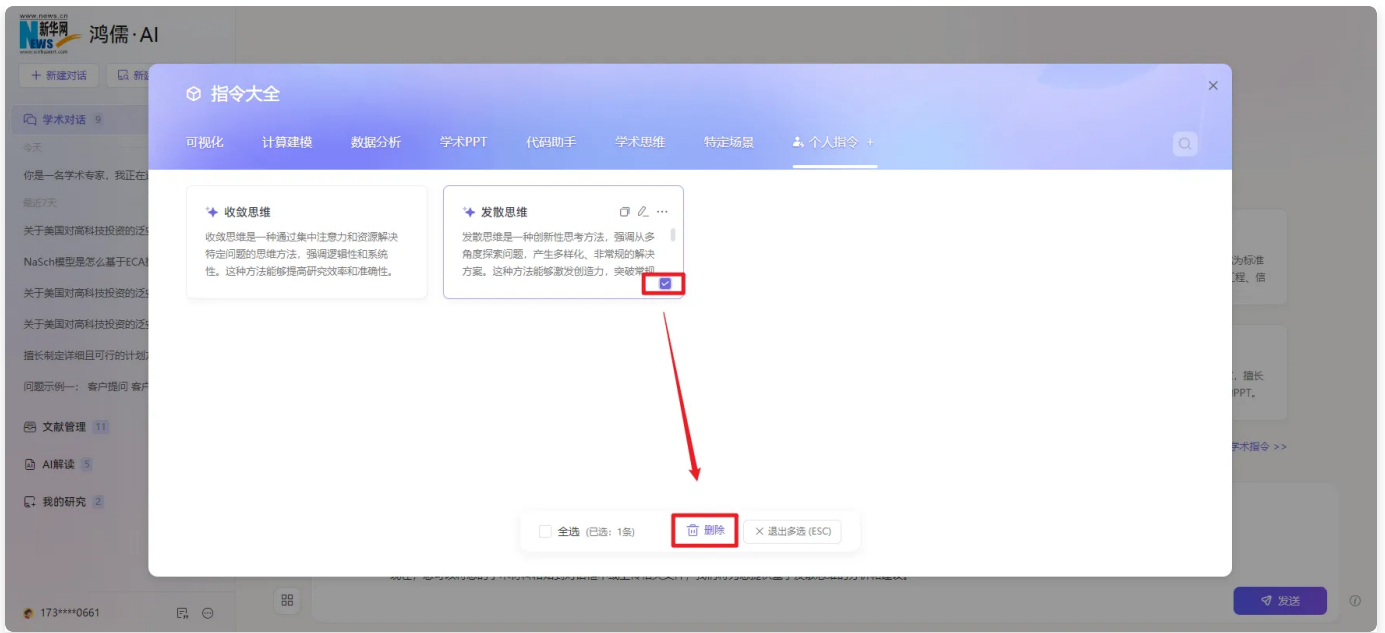 www.news.cn
新华网
NEWS
鸿儒·AI
新建对话
学术对话 9
今天
你是一名学术专家，我正在
最近7天
关于美国对高科技投资的泛
NaSch模型是怎么基于ECA
关于美国对高科技投资的泛
关于美国对高科技投资的泛
擅长制定详细且可行的计划
问题示例一： 客户提问 客户
文献管理 11
AI解读 5
我的研究 2
173****0661
指令大全
可视化 计算建模 数据分析 学术PPT 代码助手 学术思维 特定场景 个人指令 +
收敛思维
收敛思维是一种通过集中注意力和资源解决
特定问题的思维方法，强调逻辑性和系统
性。这种方法能够提高研究效率和准确性。
发散思维
发散思维是一种创新性思考方法，强调从多
角度探索问题，产生多样化、非常规的解决
方案。这种方法能够激发创造力，突破常规
全选 (已选：1条) 删除 退出多选 (ESC)
为标准
程、信
，擅长
PPT。
学术指令 >>
发送